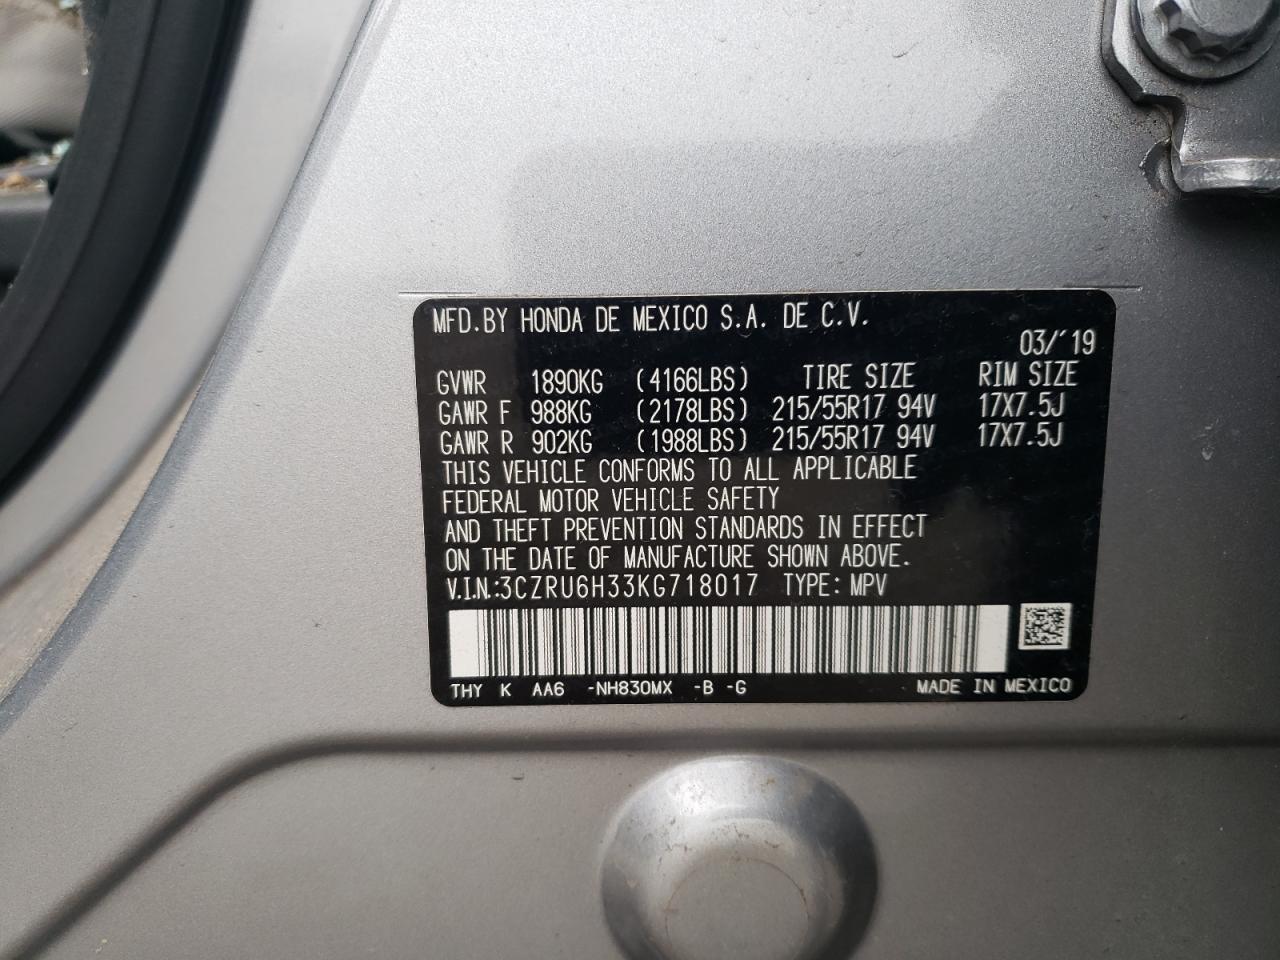 MFD.BY HONDA DE MEXICO S.A. DE C.V.
03/'19
GVWR 1890KG (4166LBS) TIRE SIZE RIM SIZE
GAWR F 988KG (2178LBS) 215/55R17 94V 17X7.5J
GAWR R 902KG (1988LBS) 215/55R17 94V 17X7.5J
THIS VEHICLE CONFORMS TO ALL APPLICABLE
FEDERAL MOTOR VEHICLE SAFETY
AND THEFT PREVENTION STANDARDS IN EFFECT
ON THE DATE OF MANUFACTURE SHOWN ABOVE.
V.I.N.:3CZRU6H33KG718017 TYPE: MPV
THY K AA6 -NH830MX -B -G MADE IN MEXICO